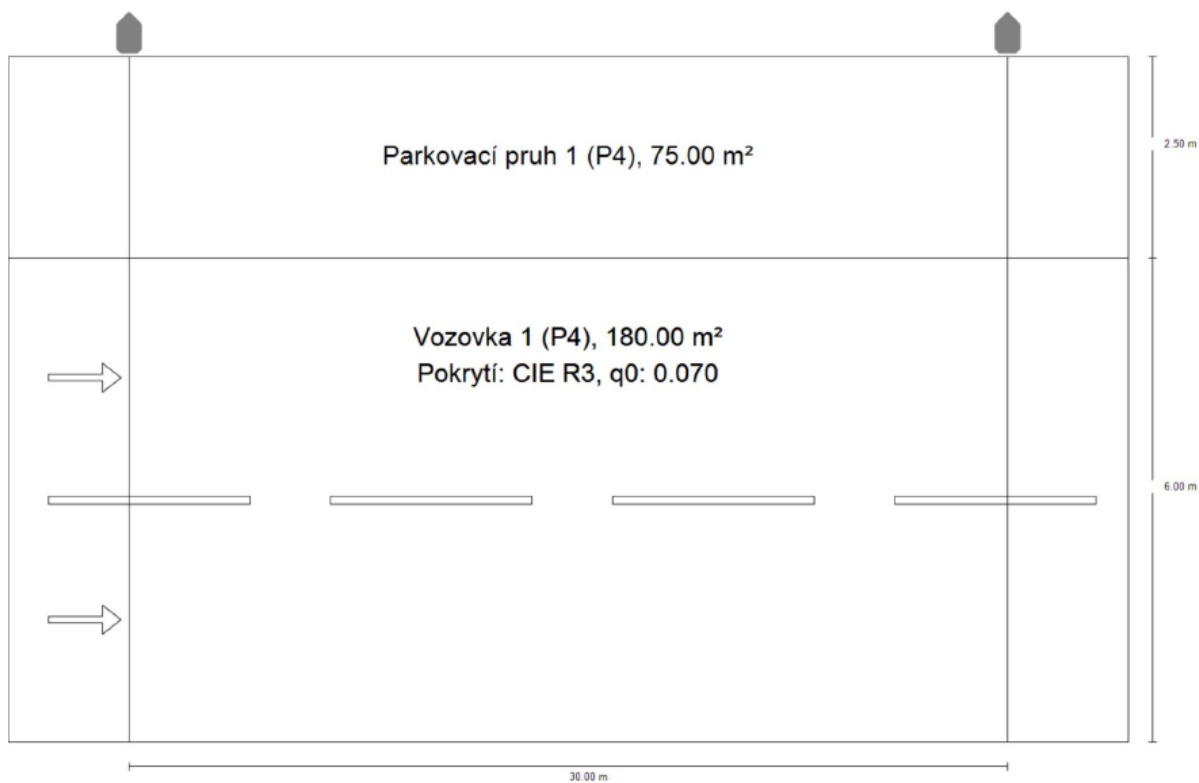 Parkovací pruh 1 (P4), 75.00 m²
2.50 m
Vozovka 1 (P4), 180.00 m²
Pokrytí: CIE R3, q0: 0.070
6.00 m
30.00 m